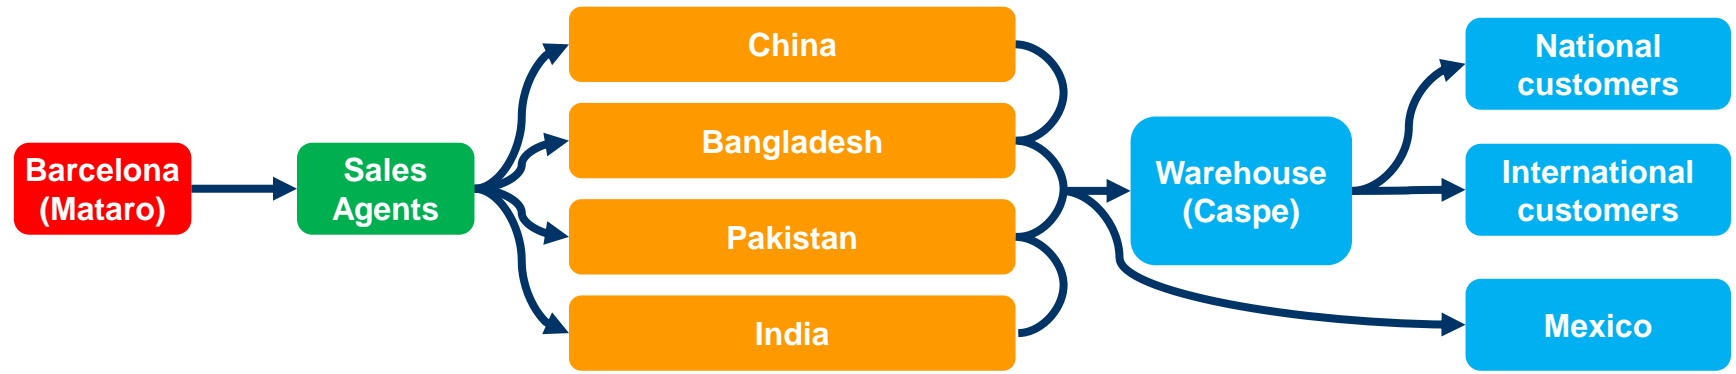 Barcelona
(Mataro)
Sales
Agents
China
Bangladesh
Pakistan
India
Warehouse
(Caspe)
National
customers
International
customers
Mexico